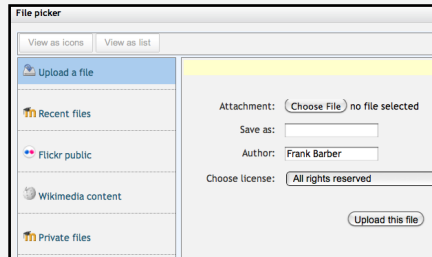 File picker
View as icons View as list
Upload a file
Recent files
Flickr public
Wikimedia content
Private files
Attachment: Choose File no file selected
Save as:
Author: Frank Barber
Choose license: All rights reserved
Upload this file